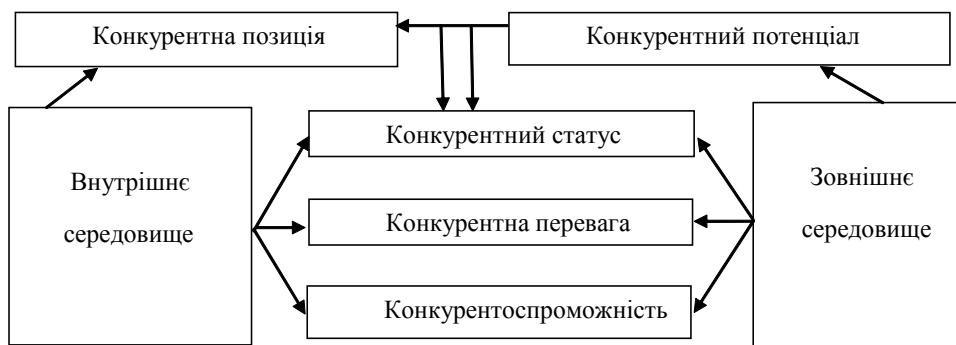 Конкурентна позиція
Конкурентний потенціал
Конкурентний статус
Внутрішнє
середовище
Конкурентна перевага
Зовнішнє
середовище
Конкурентоспроможність